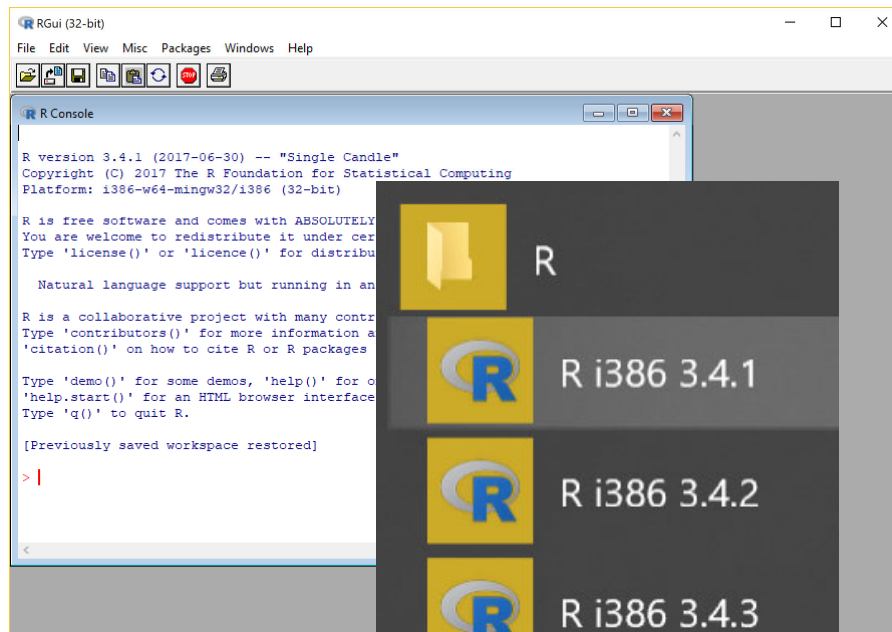 RGui (32-bit)
File Edit View Misc Packages Windows Help
STOP
R Console
R version 3.4.1 (2017-06-30) -- "Single Candle"
Copyright (C) 2017 The R Foundation for Statistical Computing
Platform: i386-w64-mingw32/i386 (32-bit)
R is free software and comes with ABSOLUTELY
You are welcome to redistribute it under cer
Type 'license()' or 'licence()' for distribu
Natural language support but running in an
R is a collaborative project with many contr
Type 'contributors()' for more information a
'citation()' on how to cite R or R packages
Type 'demo()' for some demos, 'help()' for o
'help.start()' for an HTML browser interface
Type 'q()' to quit R.
[Previously saved workspace restored]
>
R
R i386 3.4.1
R i386 3.4.2
R i386 3.4.3